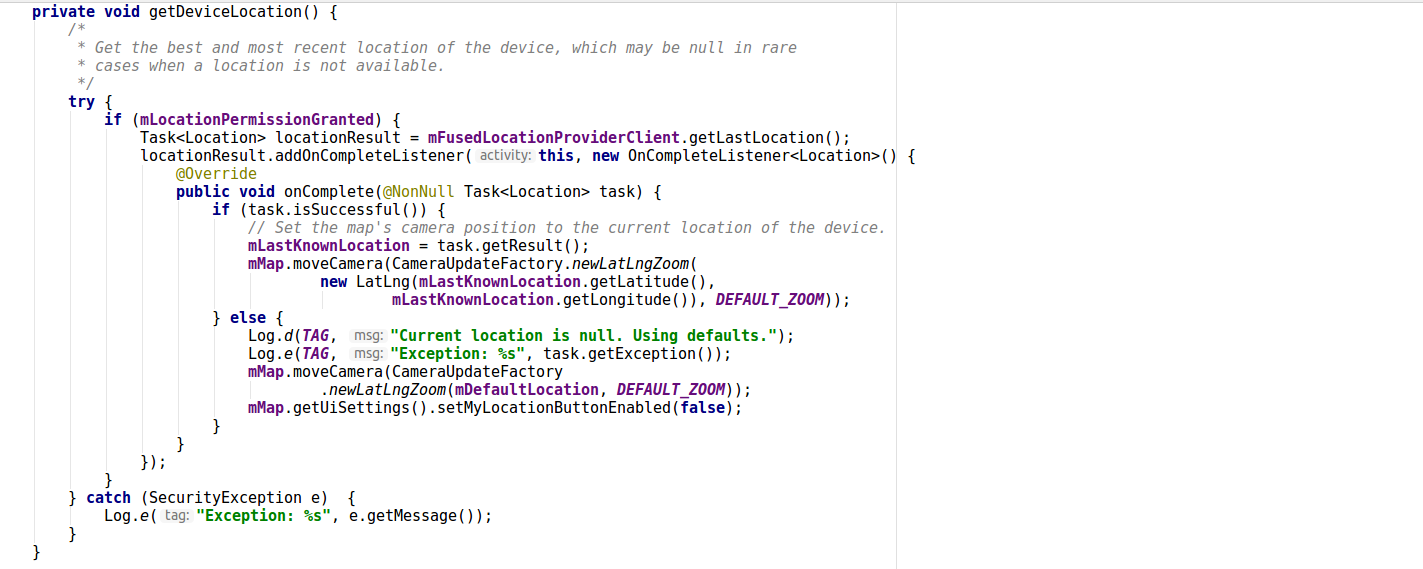 private void getDeviceLocation() {
    /*
     * Get the best and most recent location of the device, which may be null in rare
     * cases when a location is not available.
     */
    try {
        if (mLocationPermissionGranted) {
            Task<Location> locationResult = mFusedLocationProviderClient.getLastLocation();
            locationResult.addOnCompleteListener( activity: this, new OnCompleteListener<Location>() {
                @Override
                public void onComplete(@NonNull Task<Location> task) {
                    if (task.isSuccessful()) {
                        // Set the map's camera position to the current location of the device.
                        mLastKnownLocation = task.getResult();
                        mMap.moveCamera(CameraUpdateFactory.newLatLngZoom(
                                new LatLng(mLastKnownLocation.getLatitude(),
                                        mLastKnownLocation.getLongitude()), DEFAULT_ZOOM));
                    } else {
                        Log.d(TAG, msg: "Current location is null. Using defaults.");
                        Log.e(TAG, msg: "Exception: %s", task.getException());
                        mMap.moveCamera(CameraUpdateFactory
                                .newLatLngZoom(mDefaultLocation, DEFAULT_ZOOM));
                        mMap.getUiSettings().setMyLocationButtonEnabled(false);
                    }
                }
            });
        }
    } catch (SecurityException e)  {
        Log.e( tag: "Exception: %s", e.getMessage());
    }
}